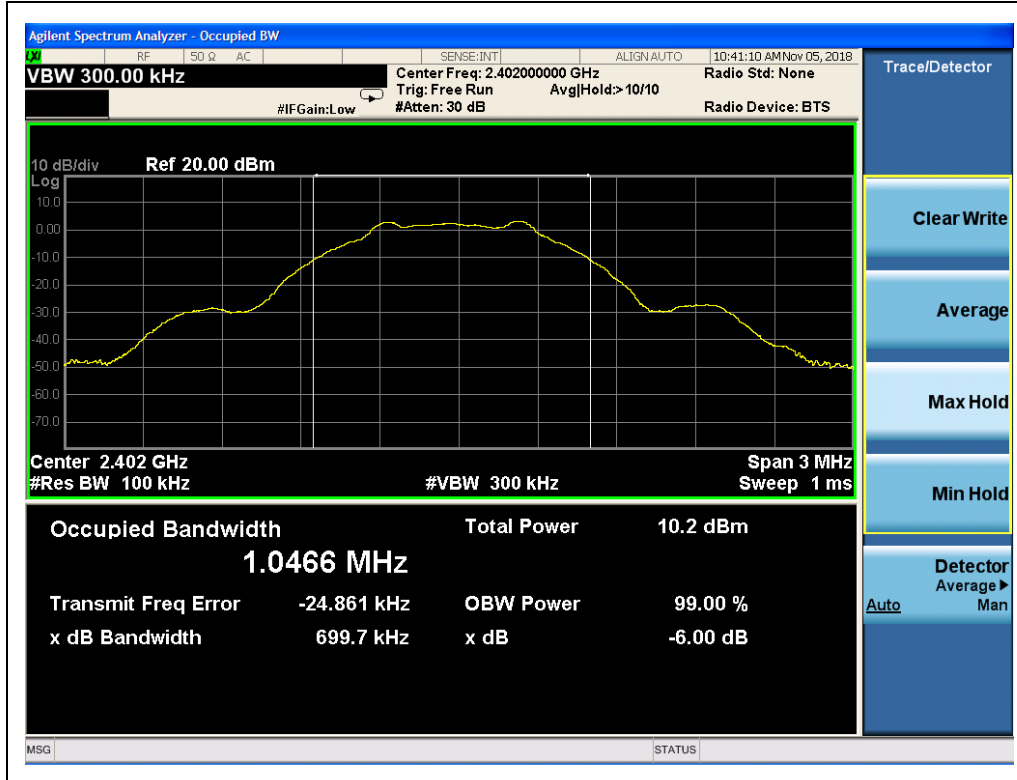 Agilent Spectrum Analyzer - Occupied BW
LXI RF 50 Ω AC SENSE:INT ALIGN AUTO 10:41:10 AM Nov 05, 2018
VBW 300.00 kHz Center Freq: 2.402000000 GHz Radio Std: None Trace/Detector
Trig: Free Run Avg|Hold:> 10/10
#IFGain:Low #Atten: 30 dB Radio Device: BTS
10 dB/div Ref 20.00 dBm
Log
10.0
0.00
-10.0
-20.0
-30.0
-40.0
-50.0
-60.0
-70.0
Center 2.402 GHz Span 3 MHz
#Res BW 100 kHz #VBW 300 kHz Sweep 1 ms
Occupied Bandwidth Total Power 10.2 dBm
1.0466 MHz
Transmit Freq Error -24.861 kHz OBW Power 99.00 %
x dB Bandwidth 699.7 kHz x dB -6.00 dB
Clear Write
Average
Max Hold
Min Hold
Detector
Average
Auto Man
MSG STATUS